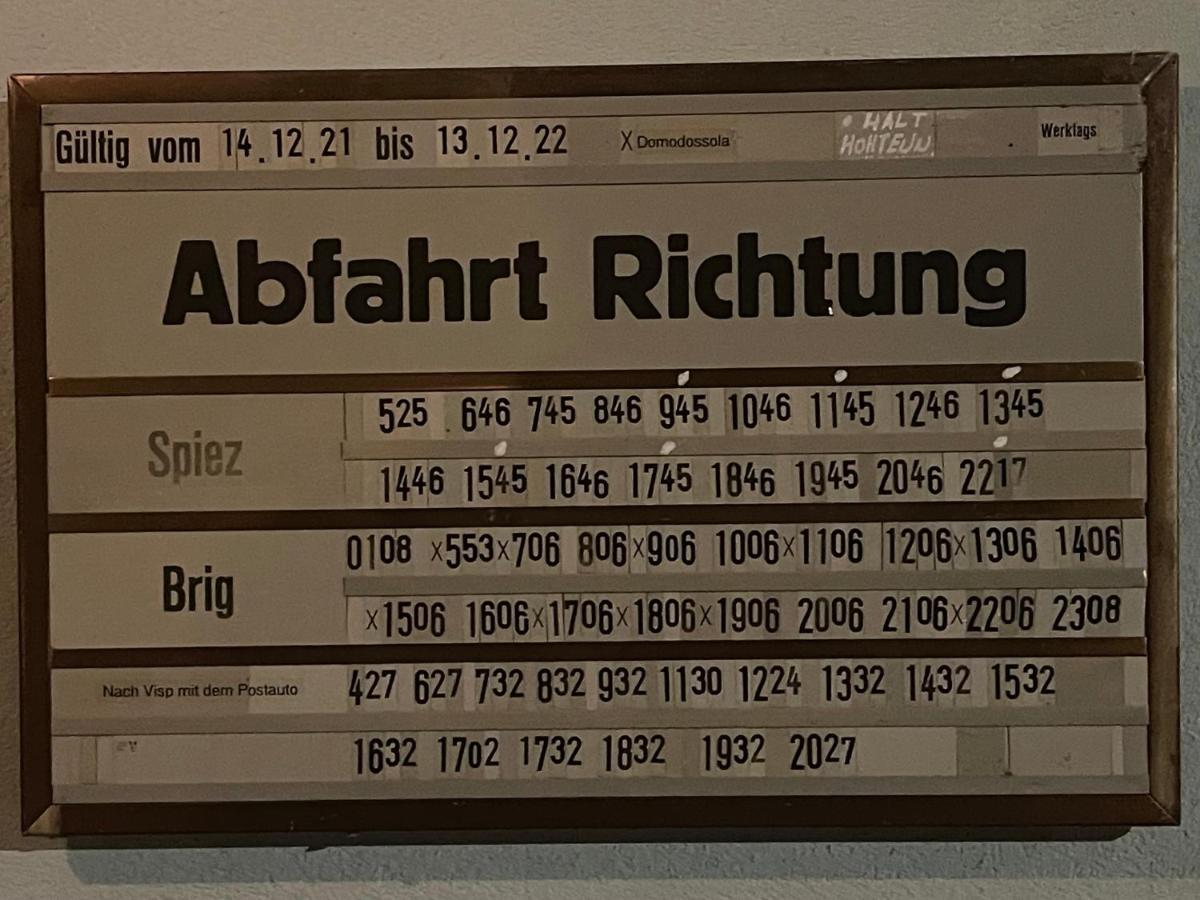 Gültig vom 14.12.21 bis 13.12.22 X Domodossola • HALT HOHTENN . Werktags
Abfahrt Richtung
Spiez 525 . 646 745 846 945 1046 1145 1246 1345
1446 1545 1646 1745 1846 1945 2046 2217
Brig 0108 x553 x706 806 x906 1006 x1106 1206 x1306 1406
x1506 1606 x1706 x1806 x1906 2006 2106 x2206 2308
Nach Visp mit dem Postauto 427 627 732 832 932 1130 1224 1332 1432 1532
1632 1702 1732 1832 1932 2027